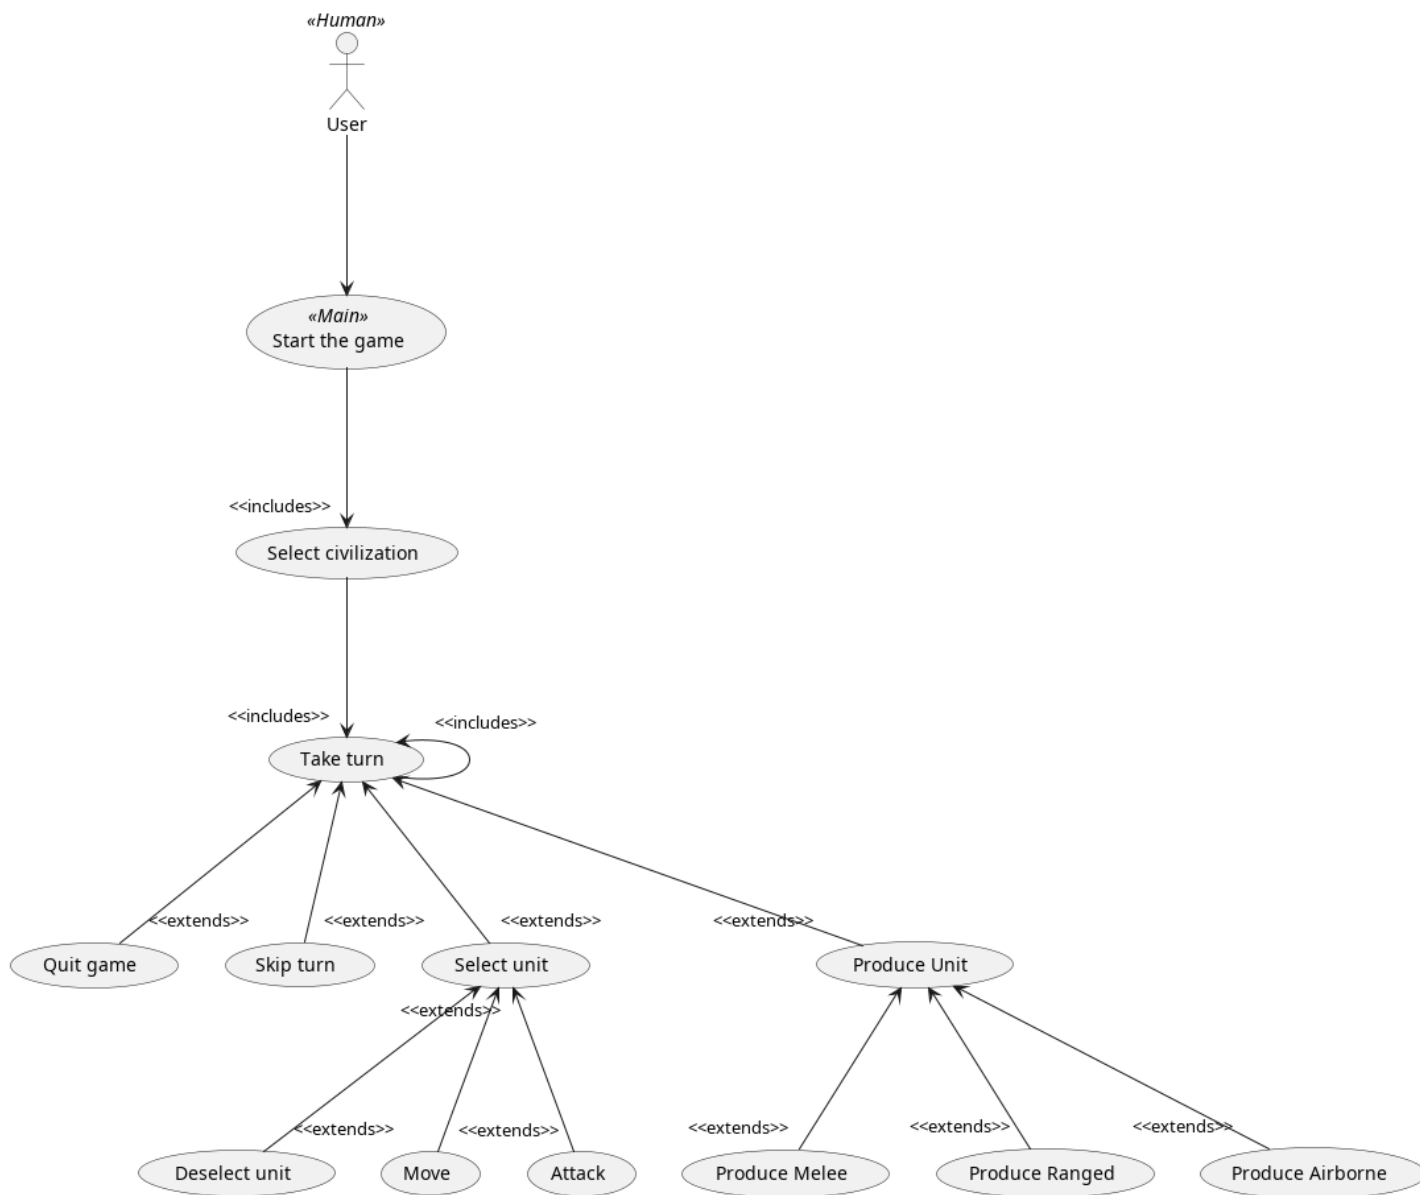 «Human»
User
«Main»
Start the game
<<includes>>
Select civilization
<<includes>>
<<includes>>
Take turn
<<extends>>
<<extends>>
<<extends>>
<<extends>>
Quit game
Skip turn
Select unit
Produce Unit
<<extends>>
<<extends>>
<<extends>>
<<extends>>
<<extends>>
<<extends>>
Deselect unit
Move
Attack
Produce Melee
Produce Ranged
Produce Airborne